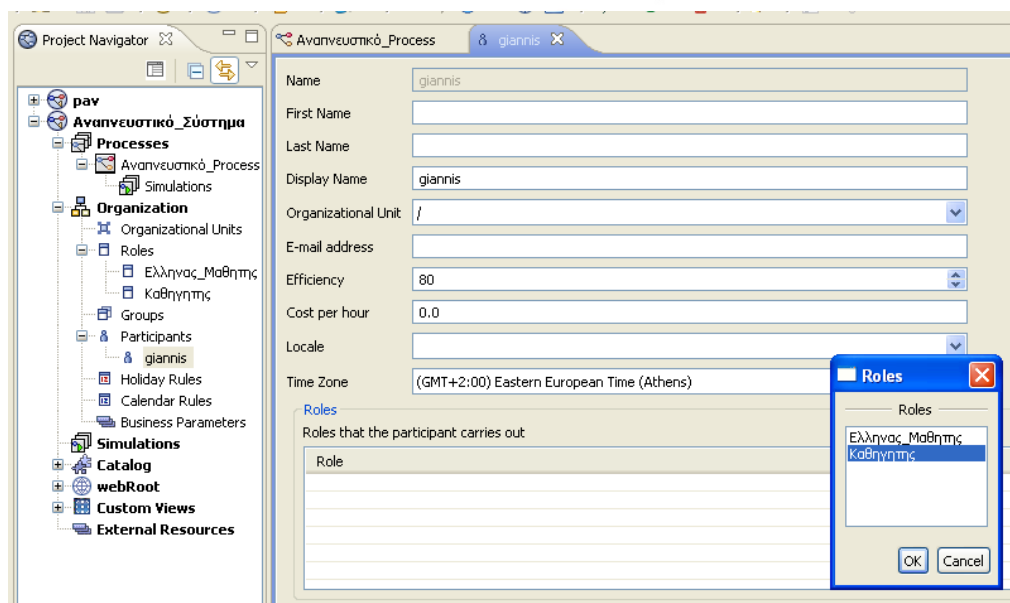 Project Navigator
Αναπνευστικό_Process
giannis
pav
Αναπνευστικό_Σύστημα
Processes
Αναπνευστικό_Process
Simulations
Organization
Organizational Units
Roles
Ελληνας_Μαθητης
Καθηγητης
Groups
Participants
giannis
Holiday Rules
Calendar Rules
Business Parameters
Simulations
Catalog
webRoot
Custom Views
External Resources
Name giannis
First Name
Last Name
Display Name giannis
Organizational Unit /
E-mail address
Efficiency 80
Cost per hour 0.0
Locale
Time Zone (GMT+2:00) Eastern European Time (Athens)
Roles
Roles that the participant carries out
Role
Roles
Roles
Ελληνας_Μαθητης
Καθηγητης
OK Cancel